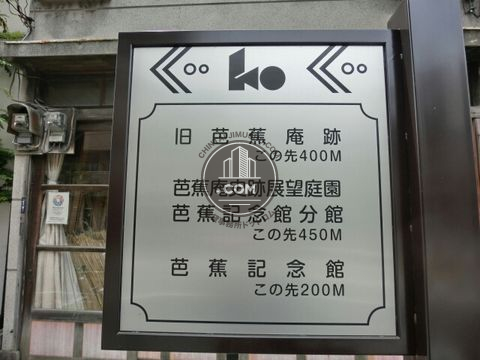 旧芭蕉庵跡
この先400M
芭蕉庵史跡展望庭園
芭蕉記念館分館
この先450M
芭蕉記念館
この先200M
.COM